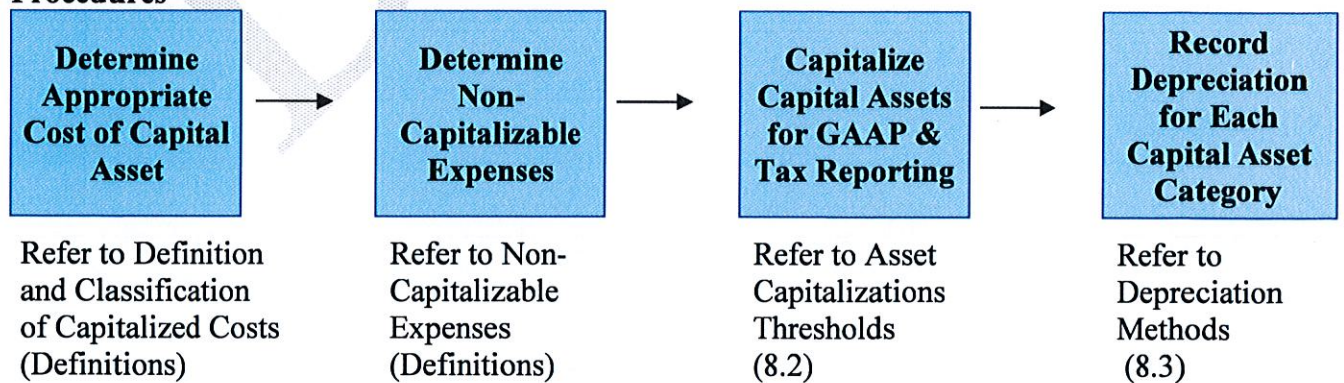 Procedures
Determine
Appropriate
Cost of Capital
Asset
Determine
Non-
Capitalizable
Expenses
Capitalize
Capital Assets
for GAAP &
Tax Reporting
Record
Depreciation
for Each
Capital Asset
Category
Refer to Definition
and Classification
of Capitalized Costs
(Definitions)
Refer to Non-
Capitalizable
Expenses
(Definitions)
Refer to Asset
Capitalizations
Thresholds
(8.2)
Refer to
Depreciation
Methods
(8.3)